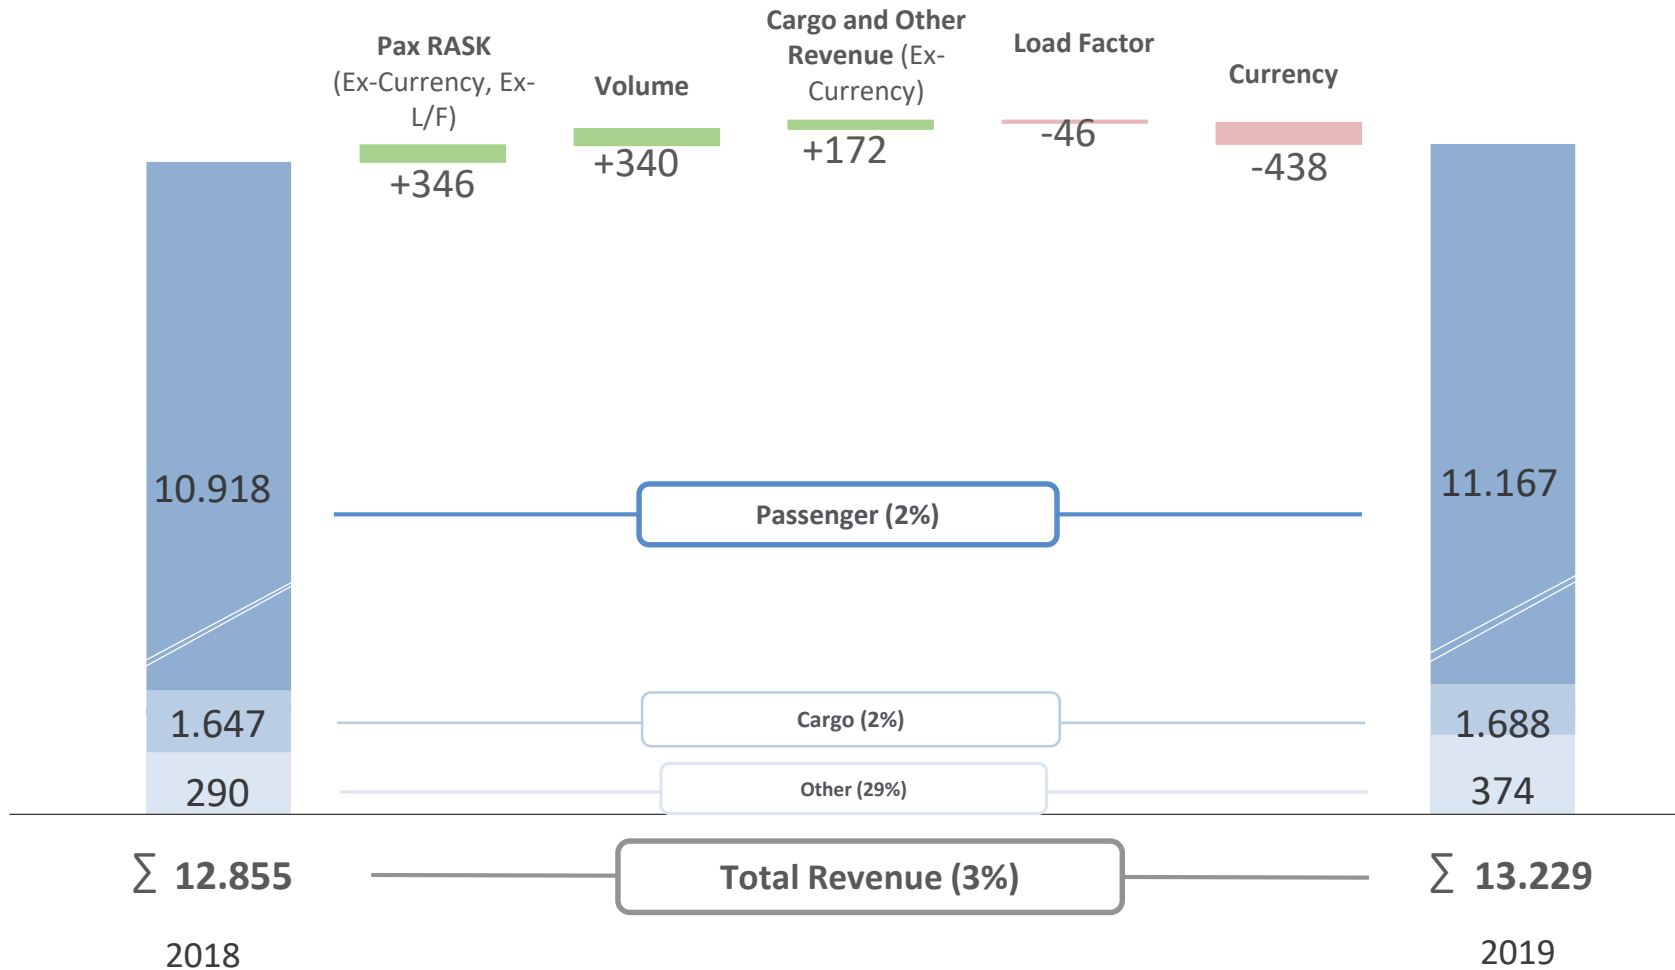 Pax RASK
(Ex-Currency, Ex-
L/F)
+346
Volume
+340
Cargo and Other
Revenue (Ex-
Currency)
+172
Load Factor
-46
Currency
-438
10.918
Passenger (2%)
11.167
1.647
Cargo (2%)
1.688
290
Other (29%)
374
∑ 12.855
Total Revenue (3%)
∑ 13.229
2018
2019